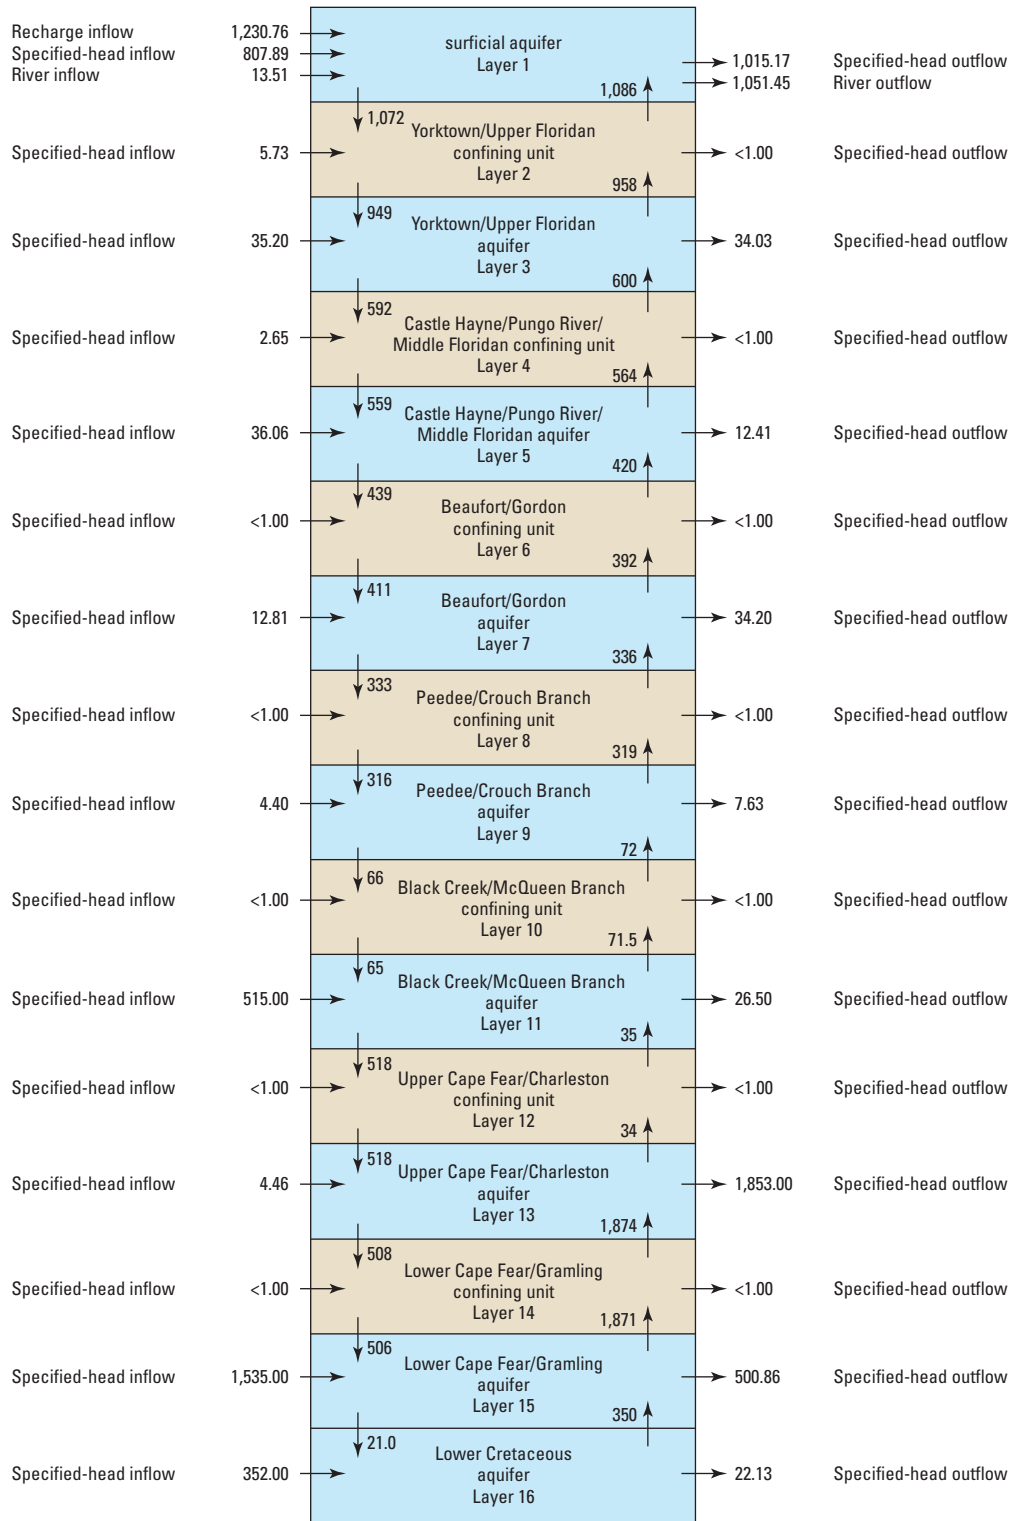 Recharge inflow 1,230.76
Specified-head inflow 807.89
River inflow 13.51
surficial aquifer
Layer 1
1,015.17 Specified-head outflow
1,051.45 River outflow
1,086
1,072
Yorktown/Upper Floridan
confining unit
Layer 2
Specified-head inflow 5.73
<1.00 Specified-head outflow
958
949
Yorktown/Upper Floridan
aquifer
Layer 3
Specified-head inflow 35.20
34.03 Specified-head outflow
600
592
Castle Hayne/Pungo River/
Middle Floridan confining unit
Layer 4
Specified-head inflow 2.65
<1.00 Specified-head outflow
564
559
Castle Hayne/Pungo River/
Middle Floridan aquifer
Layer 5
Specified-head inflow 36.06
12.41 Specified-head outflow
420
439
Beaufort/Gordon
confining unit
Layer 6
Specified-head inflow <1.00
<1.00 Specified-head outflow
392
411
Beaufort/Gordon
aquifer
Layer 7
Specified-head inflow 12.81
34.20 Specified-head outflow
336
333
Peedee/Crouch Branch
confining unit
Layer 8
Specified-head inflow <1.00
<1.00 Specified-head outflow
319
316
Peedee/Crouch Branch
aquifer
Layer 9
Specified-head inflow 4.40
7.63 Specified-head outflow
72
66
Black Creek/McQueen Branch
confining unit
Layer 10
Specified-head inflow <1.00
<1.00 Specified-head outflow
71.5
65
Black Creek/McQueen Branch
aquifer
Layer 11
Specified-head inflow 515.00
26.50 Specified-head outflow
35
518
Upper Cape Fear/Charleston
confining unit
Layer 12
Specified-head inflow <1.00
<1.00 Specified-head outflow
34
518
Upper Cape Fear/Charleston
aquifer
Layer 13
Specified-head inflow 4.46
1,853.00 Specified-head outflow
1,874
508
Lower Cape Fear/Gramling
confining unit
Layer 14
Specified-head inflow <1.00
<1.00 Specified-head outflow
1,871
506
Lower Cape Fear/Gramling
aquifer
Layer 15
Specified-head inflow 1,535.00
500.86 Specified-head outflow
350
21.0
Lower Cretaceous
aquifer
Layer 16
Specified-head inflow 352.00
22.13 Specified-head outflow